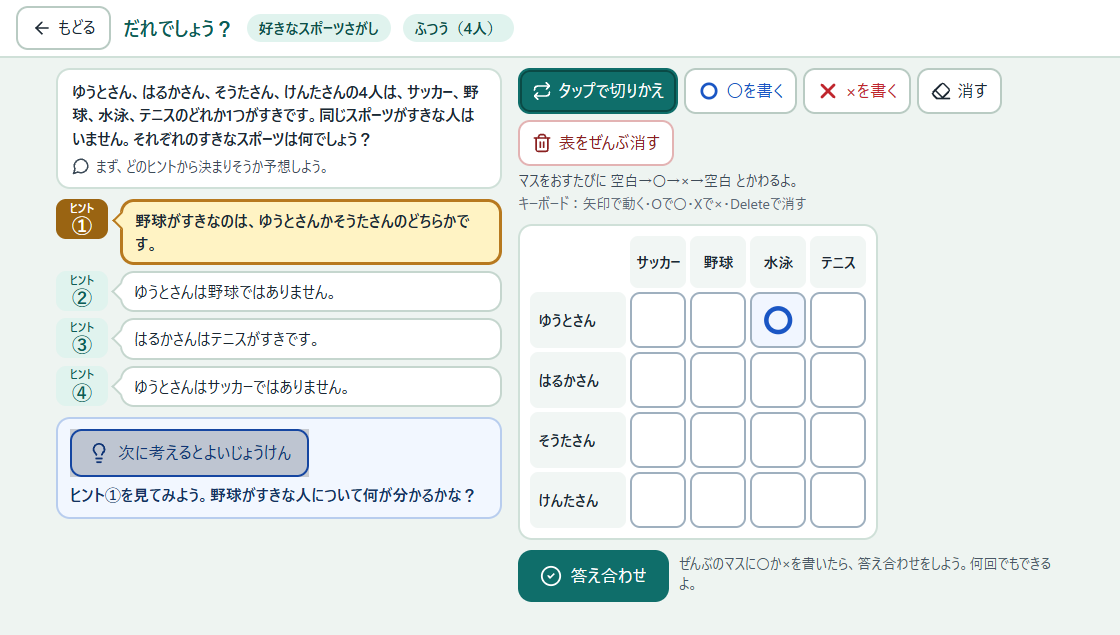 もどる
だれでしょう？
好きなスポーツさがし
ふつう（4人）
ゆうとさん、はるかさん、そうたさん、けんたさんの4人は、サッカー、野
球、水泳、テニスのどれか1つがすきです。同じスポーツがすきな人は
いません。それぞれのすきなスポーツは何でしょう？
まず、どのヒントから決まりそうか予想しよう。
ヒント
①
野球がすきなのは、ゆうとさんかそうたさんのどちらかで
す。
ヒント
②
ゆうとさんは野球ではありません。
ヒント
③
はるかさんはテニスがすきです。
ヒント
④
ゆうとさんはサッカーではありません。
次に考えるとよいじょうけん
ヒント①を見てみよう。野球がすきな人について何が分かるかな？
タップで切りかえ
〇を書く
×を書く
消す
表をぜんぶ消す
マスをおすたびに 空白→〇→×→空白 とかわるよ。
キーボード：矢印で動く・Oで〇・Xで×・Deleteで消す
サッカー 野球 水泳 テニス
ゆうとさん
はるかさん
そうたさん
けんたさん
答え合わせ
ぜんぶのマスに〇か×を書いたら、答え合わせをしよう。何回でもできる
よ。